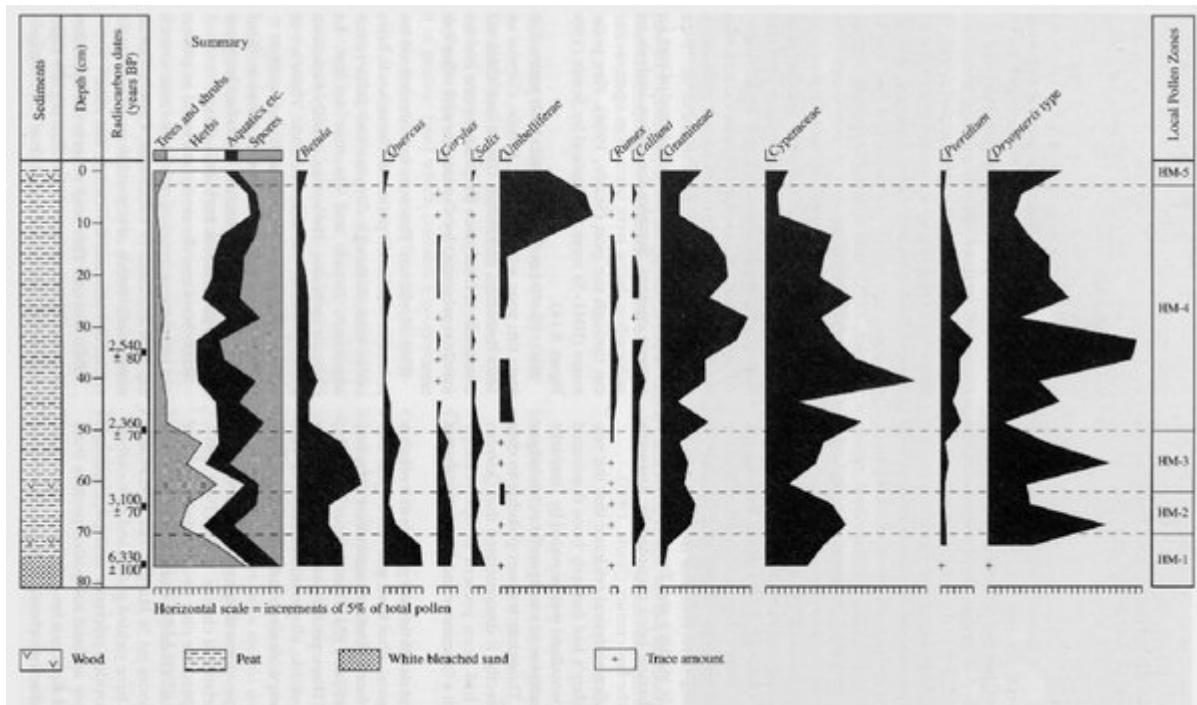 Sediments
Depth (cm)
Radiocarbon dates
(years BP)
Summary
Trees and shrubs
Herbs
Aquatics etc.
Spores
Betula
Quercus
Corylus
Salix
Umbelliferae
Rumex
Calluna
Gramineae
Cyperaceae
Pteridium
Dryopteris type
Local Pollen Zones
0
10
20
30
2,540
± 80
40
2,360
± 70
50
60
3,100
± 70
70
6,330
± 100
80
HM-5
HM-4
HM-3
HM-2
HM-1
Horizontal scale = increments of 5% of total pollen
Wood
Peat
White bleached sand
+ Trace amount